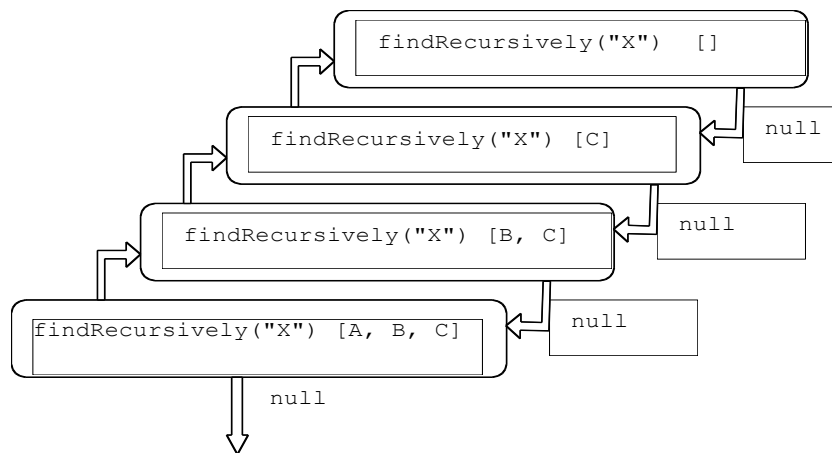 findRecursively("X") []
null
findRecursively("X") [C]
null
findRecursively("X") [B, C]
null
findRecursively("X") [A, B, C]
null